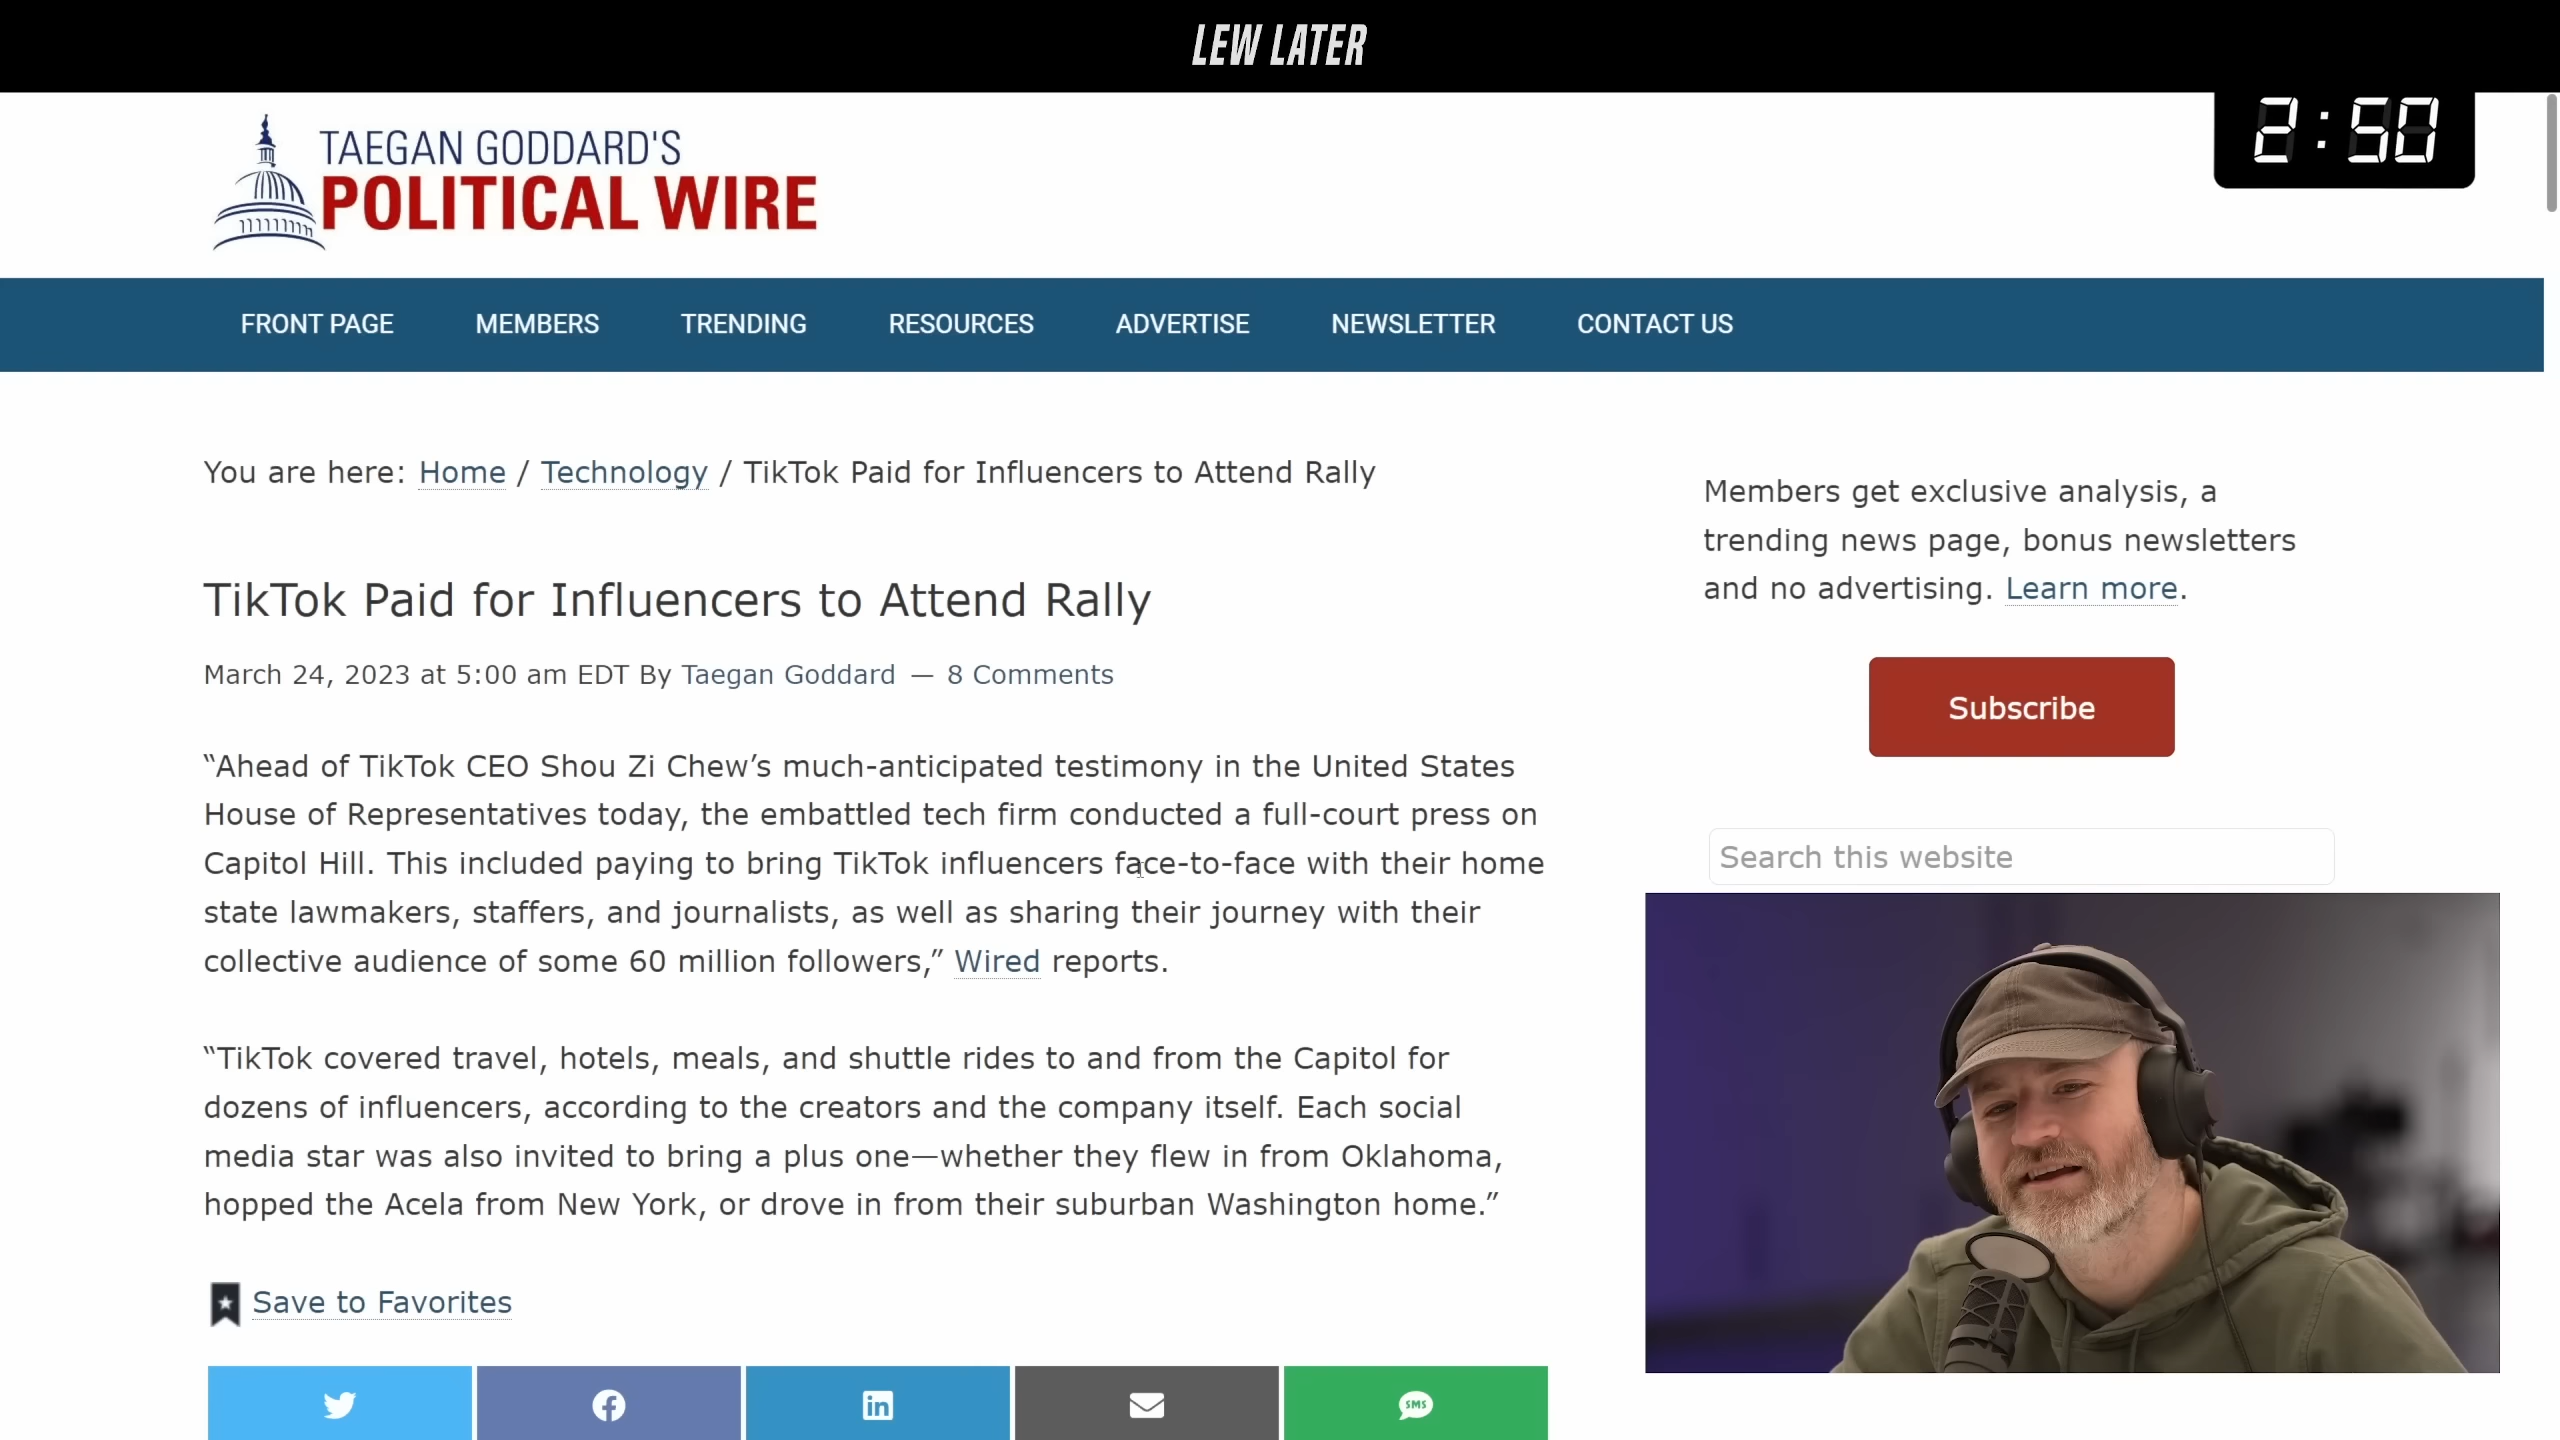 LEW LATER
2:50
TAEGAN GODDARD'S
POLITICAL WIRE
FRONT PAGE MEMBERS TRENDING RESOURCES ADVERTISE NEWSLETTER CONTACT US
You are here: Home / Technology / TikTok Paid for Influencers to Attend Rally
TikTok Paid for Influencers to Attend Rally
March 24, 2023 at 5:00 am EDT By Taegan Goddard — 8 Comments
“Ahead of TikTok CEO Shou Zi Chew’s much-anticipated testimony in the United States
House of Representatives today, the embattled tech firm conducted a full-court press on
Capitol Hill. This included paying to bring TikTok influencers face-to-face with their home
state lawmakers, staffers, and journalists, as well as sharing their journey with their
collective audience of some 60 million followers,” Wired reports.
“TikTok covered travel, hotels, meals, and shuttle rides to and from the Capitol for
dozens of influencers, according to the creators and the company itself. Each social
media star was also invited to bring a plus one—whether they flew in from Oklahoma,
hopped the Acela from New York, or drove in from their suburban Washington home.”
Save to Favorites
SMS
Members get exclusive analysis, a
trending news page, bonus newsletters
and no advertising. Learn more.
Subscribe
Search this website